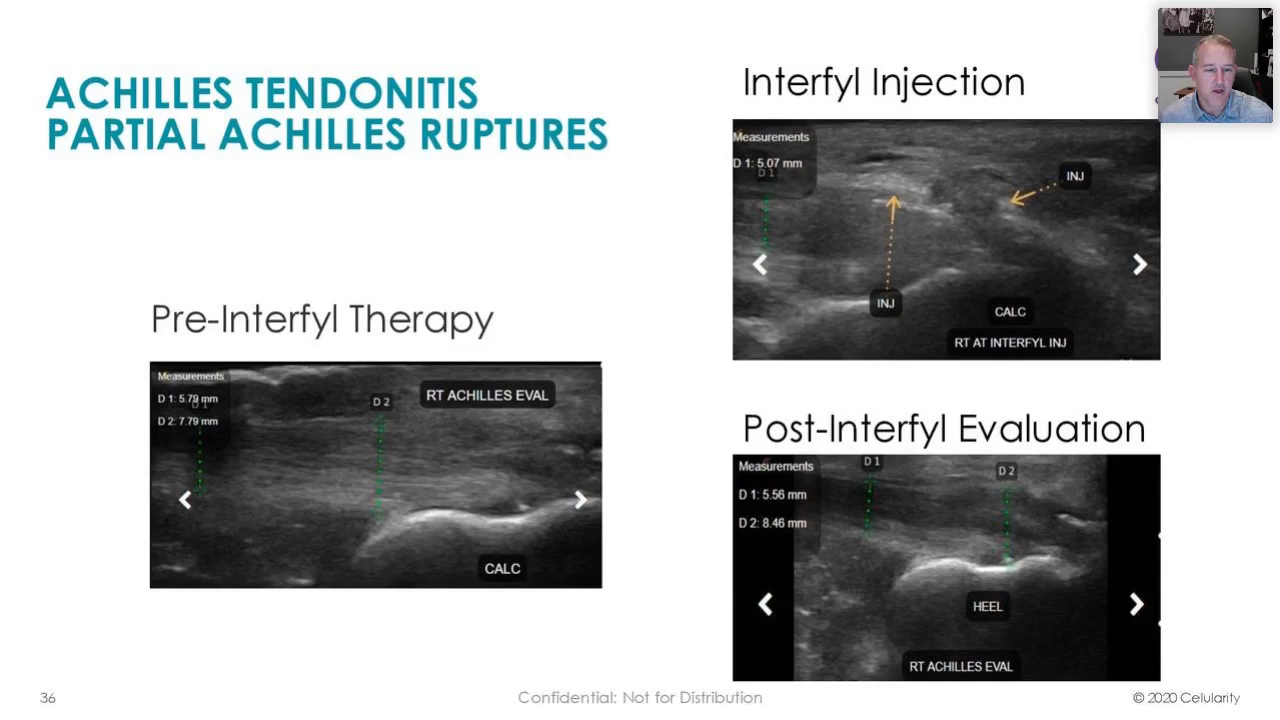 ACHILLES TENDONITIS
PARTIAL ACHILLES RUPTURES
Interfyl Injection
Measurements
D 1: 5.07 mm
D 1
INJ
INJ
CALC
RT AT INTERFYL INJ
Pre-Interfyl Therapy
Measurements
D 1: 5.79 mm
D 1
D 2: 7.79 mm
D 2
RT ACHILLES EVAL
CALC
Post-Interfyl Evaluation
Measurements
D 1: 5.56 mm
D 2: 8.46 mm
D 1
D 2
HEEL
RT ACHILLES EVAL
36
Confidential: Not for Distribution
© 2020 Celularity